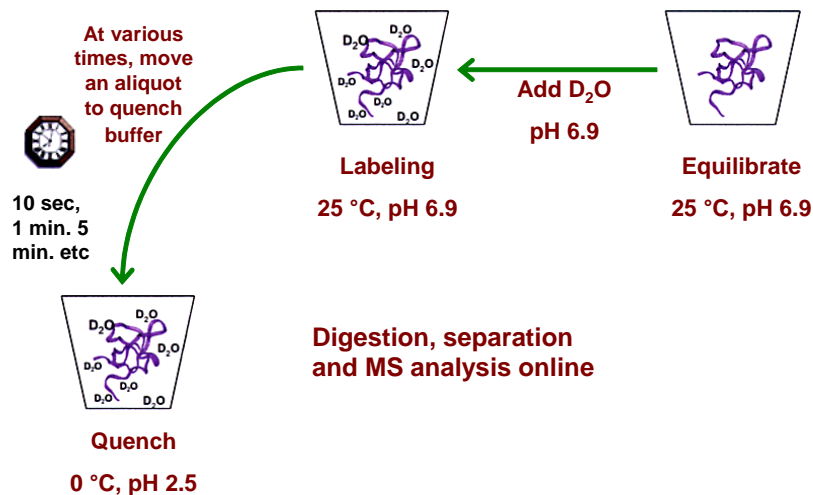 At various
times, move
an aliquot
to quench
buffer
10 sec,
1 min. 5
min. etc
D₂O
D₂O
D₂O
D₂O
D₂O
D₂O
D₂O
Labeling
25 °C, pH 6.9
Add D₂O
pH 6.9
Equilibrate
25 °C, pH 6.9
D₂O
D₂O
D₂O
D₂O
D₂O
D₂O
D₂O
Quench
0 °C, pH 2.5
Digestion, separation
and MS analysis online